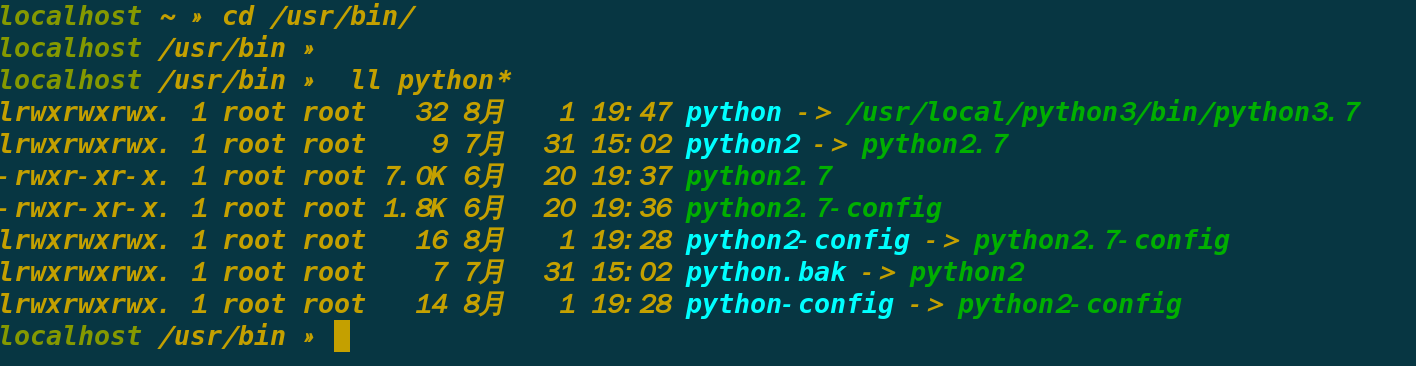 localhost ~ » cd /usr/bin/
localhost /usr/bin »
localhost /usr/bin »  ll python*
lrwxrwxrwx. 1 root root   32 8月   1 19:47 python -> /usr/local/python3/bin/python3.7
lrwxrwxrwx. 1 root root    9 7月  31 15:02 python2 -> python2.7
-rwxr-xr-x. 1 root root 7.0K 6月  20 19:37 python2.7
-rwxr-xr-x. 1 root root 1.8K 6月  20 19:36 python2.7-config
lrwxrwxrwx. 1 root root   16 8月   1 19:28 python2-config -> python2.7-config
lrwxrwxrwx. 1 root root    7 7月  31 15:02 python.bak -> python2
lrwxrwxrwx. 1 root root   14 8月   1 19:28 python-config -> python2-config
localhost /usr/bin »